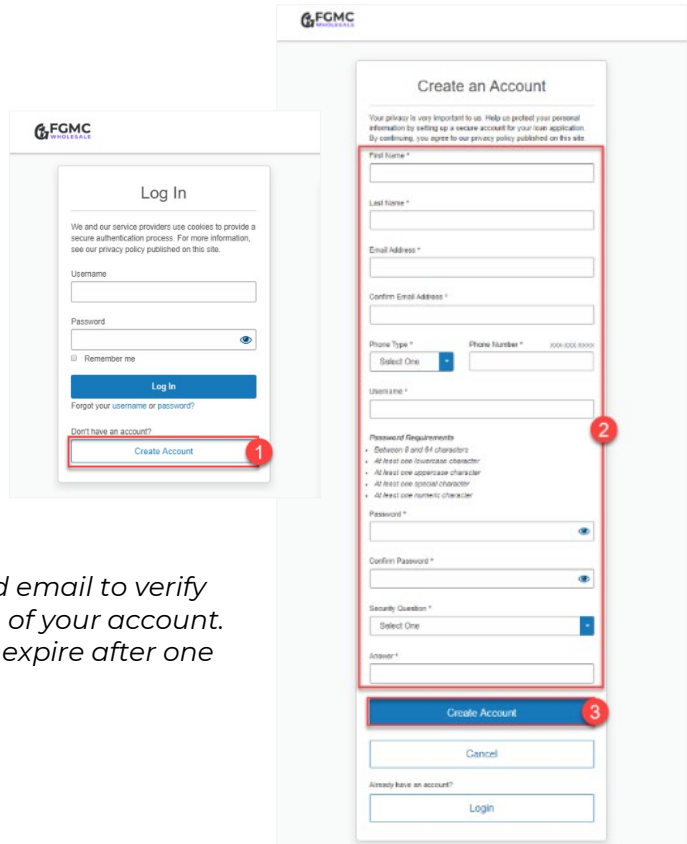 FGMC
WHOLESALE
Log In
We and our service providers use cookies to provide a
secure authentication process. For more information,
see our privacy policy published on this site.
Username
Password
Remember me
Log In
Forgot your username or password?
Don't have an account?
Create Account
1
d email to verify
of your account.
expire after one
FGMC
WHOLESALE
Create an Account
Your privacy is very important to us. Help us protect your personal
information by setting up a secure account for your loan application.
By continuing, you agree to our privacy policy published on this site.
First Name *
Last Name *
Email Address *
Confirm Email Address *
Phone Type * Phone Number * xxx-xxx-xxxx
Select One
Username *
2
Password Requirements
• Between 8 and 64 characters
• At least one lowercase character
• At least one uppercase character
• At least one special character
• At least one numeric character
Password *
Confirm Password *
Security Question *
Select One
Answer *
Create Account
3
Cancel
Already have an account?
Login